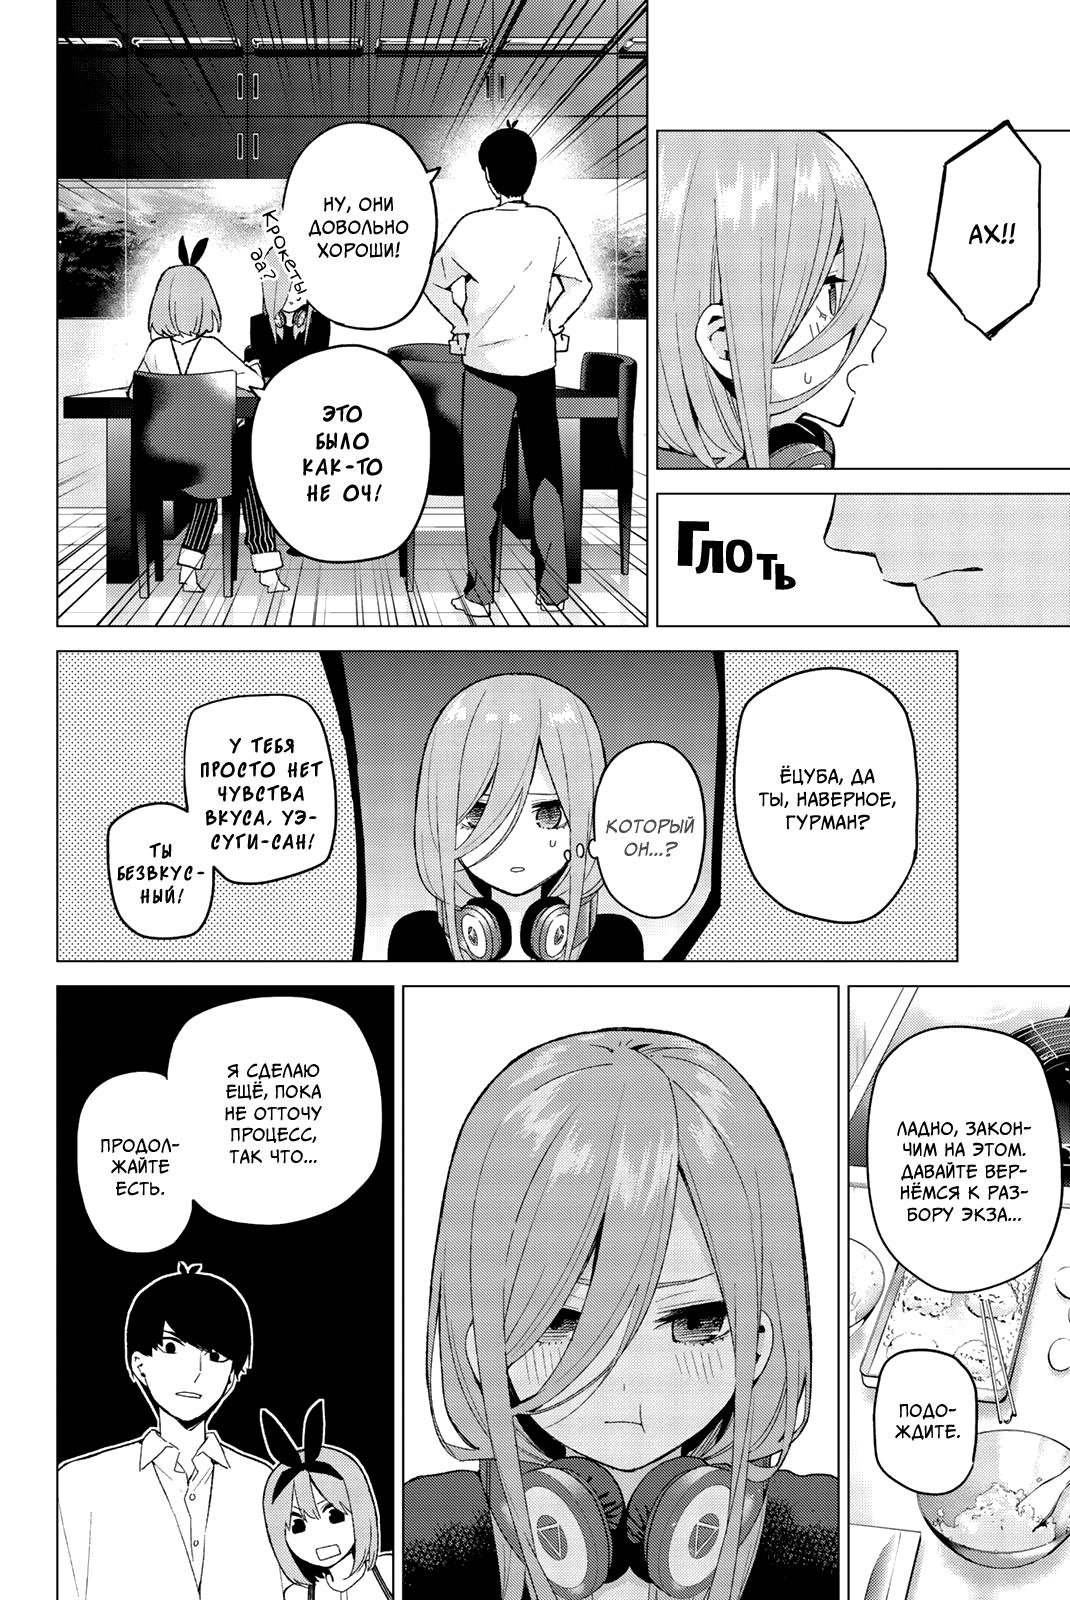 АХ!!
ГЛОТЬ
НУ, ОНИ
ДОВОЛЬНО
ХОРОШИ!
Крокеты,
да?
ЭТО
БЫЛО
КАК-ТО
НЕ ОЧ!
ЁЦУБА, ДА
ТЫ, НАВЕРНОЕ,
ГУРМАН?
КОТОРЫЙ
ОН...?
У ТЕБЯ
ПРОСТО НЕТ
ЧУВСТВА
ВКУСА, УЭ-
СУГИ-САН!
ТЫ
БЕЗВКУС-
НЫЙ!
ЛАДНО, ЗАКОН-
ЧИМ НА ЭТОМ.
ДАВАЙТЕ ВЕР-
НЁМСЯ К РАЗ-
БОРУ ЭКЗА...
ПОДО-
ЖДИТЕ.
Я СДЕЛАЮ
ЕЩЁ, ПОКА
НЕ ОТТОЧУ
ПРОЦЕСС,
ТАК ЧТО...
ПРОДОЛ-
ЖАЙТЕ
ЕСТЬ.